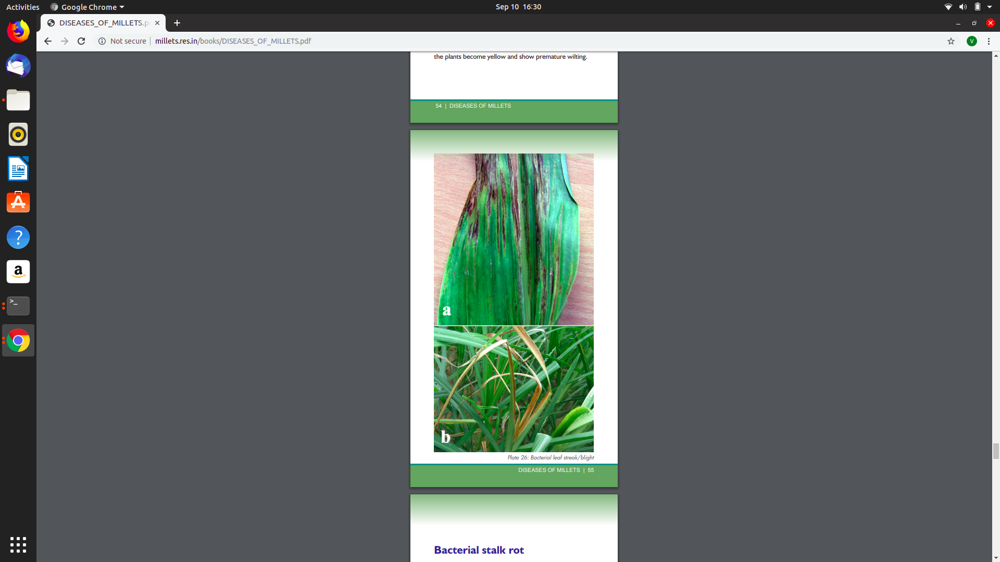 Activities
Google Chrome
Sep 10 16:30
DISEASES_OF_MILLETS.p
Not secure
millets.res.in/books/DISEASES_OF_MILLETS.pdf
V
the plants become yellow and show premature wilting.
54 | DISEASES OF MILLETS
a
b
Plate 26: Bacterial leaf streak/blight
DISEASES OF MILLETS | 55
Bacterial stalk rot